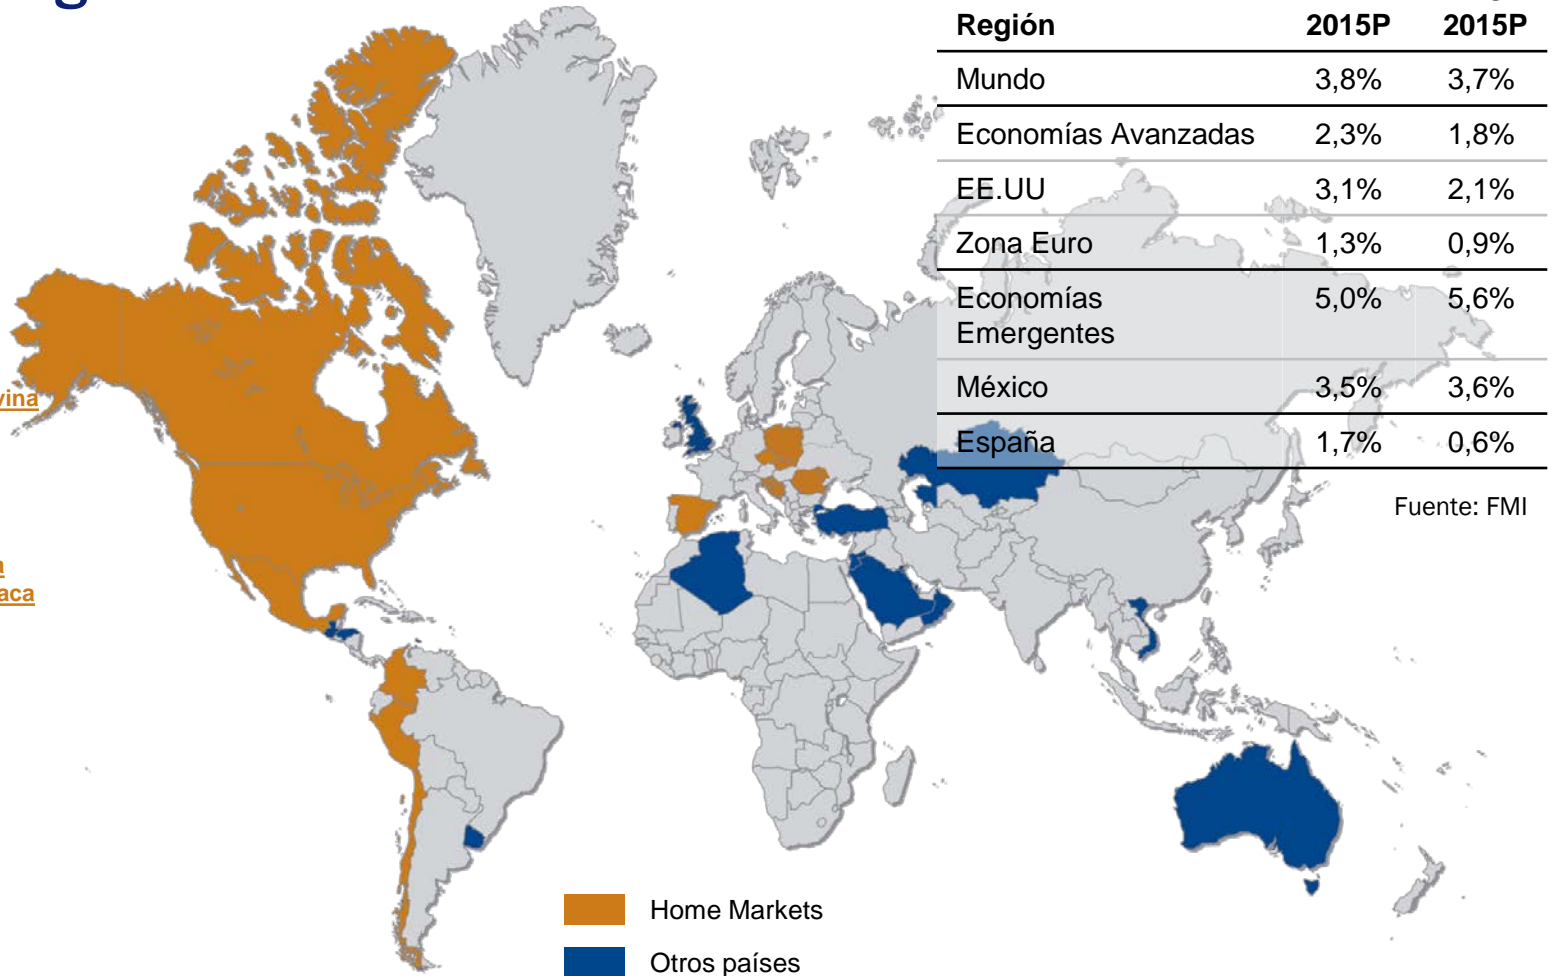 Región 2015P 2015P
Mundo 3,8% 3,7%
Economías Avanzadas 2,3% 1,8%
EE.UU 3,1% 2,1%
Zona Euro 1,3% 0,9%
Economías 5,0% 5,6%
Emergentes
México 3,5% 3,6%
España 1,7% 0,6%
Fuente: FMI
Home Markets
Otros países